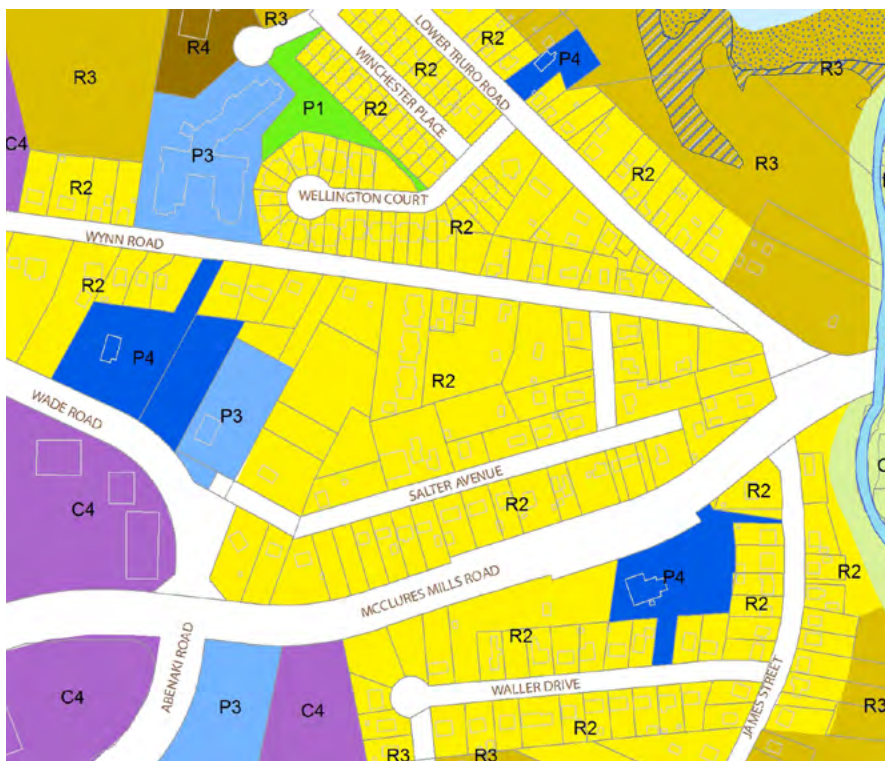 R3
R4
R2
LOWER TRURO ROAD
P4
R3
R3
R2
WINCHESTER PLACE
R2
P1
C4
P3
R3
R2
R2
WELLINGTON COURT
R2
WYNN ROAD
R2
P4
R2
P3
WADE ROAD
SALTER AVENUE
R2
R2
C4
P4
R2
R2
MCCLURES MILLS ROAD
R2
ABENAKI ROAD
C4
P3
C4
WALLER DRIVE
R2
JAMES STREET
R3
R3
R3